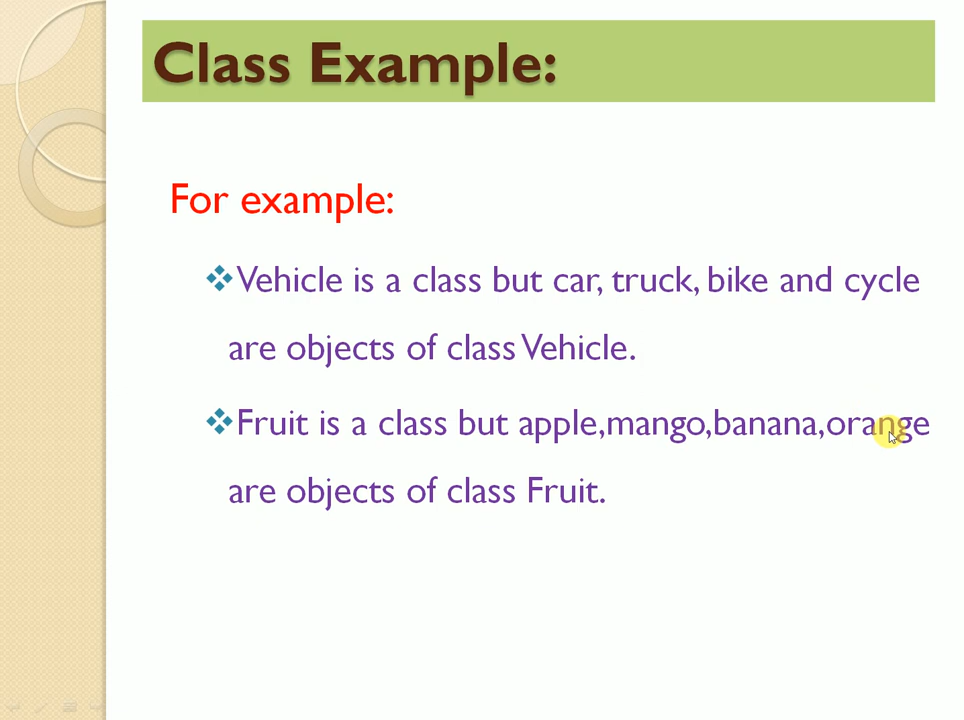 Class Example:
For example:
❖Vehicle is a class but car, truck, bike and cycle
are objects of class Vehicle.
❖Fruit is a class but apple,mango,banana,orange
are objects of class Fruit.